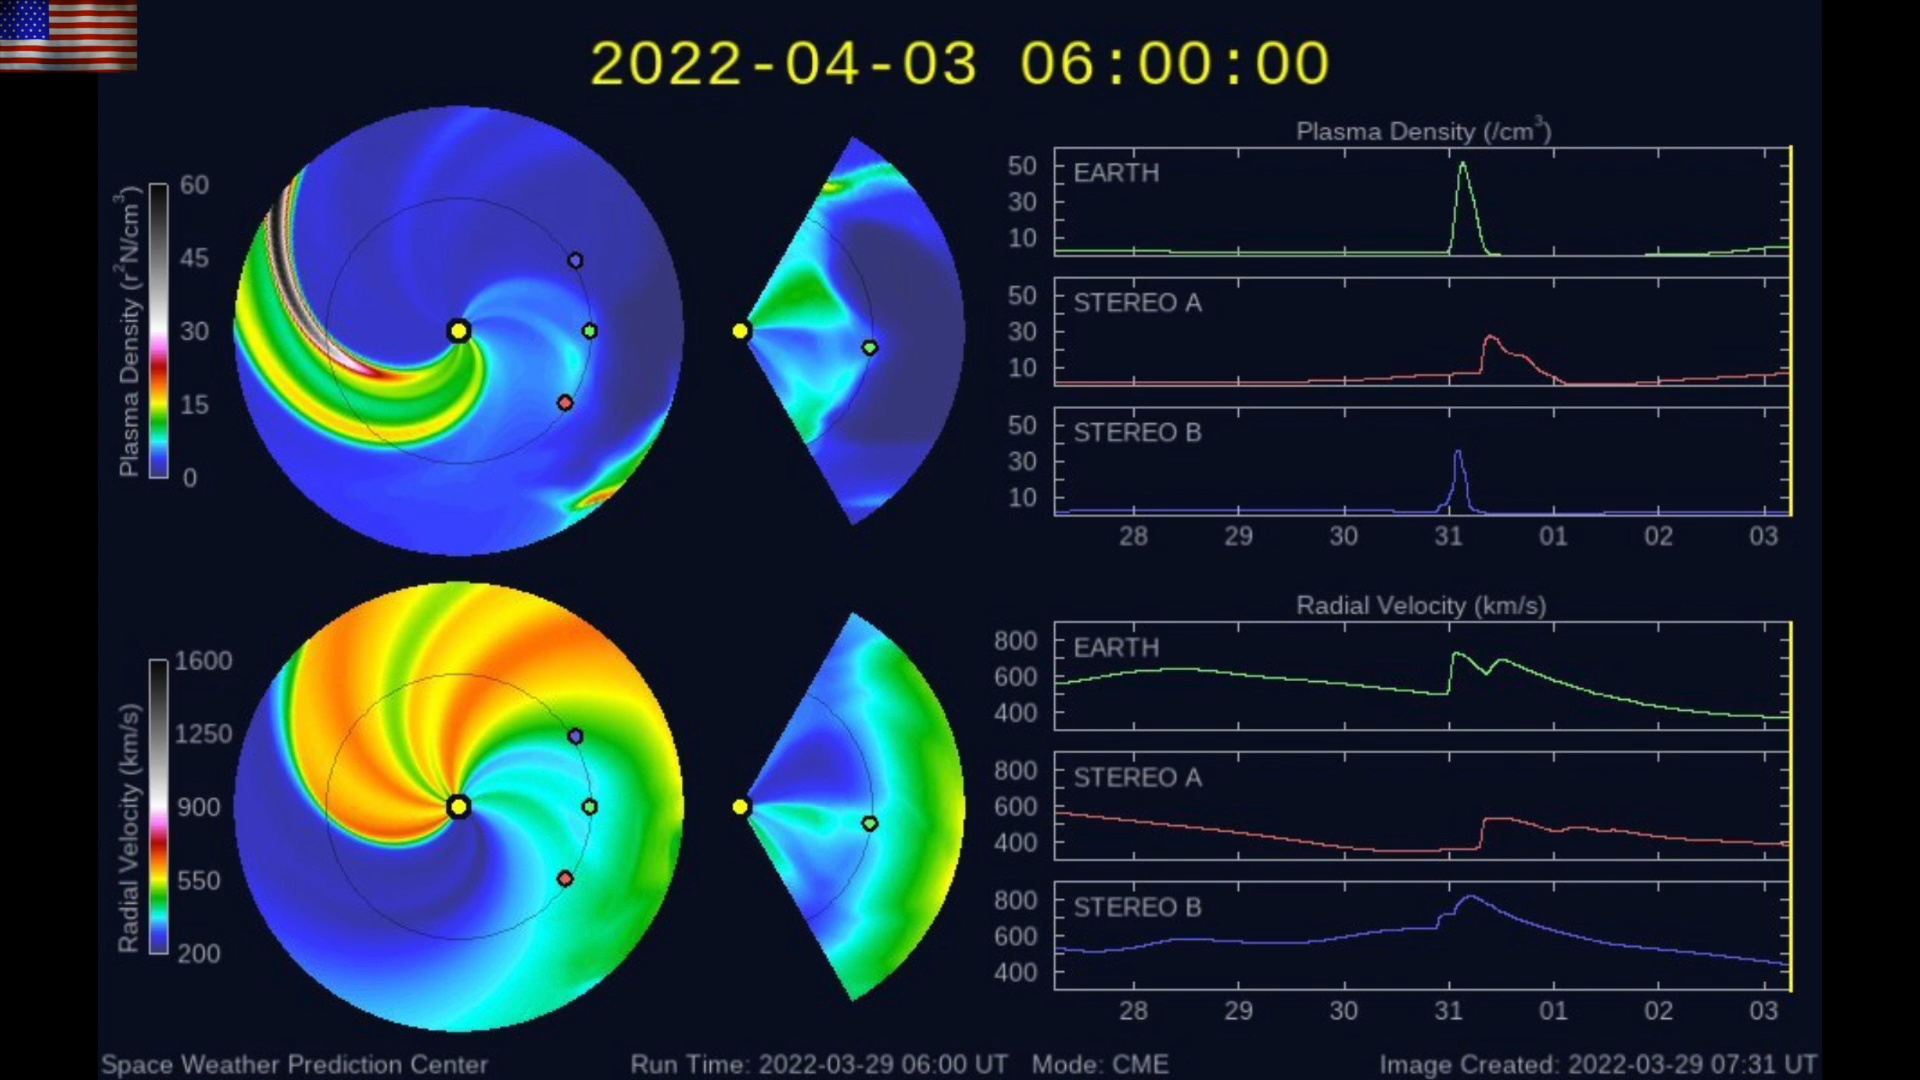 2022-04-03 06:00:00
Plasma Density (r²N/cm³)
60
45
30
15
0
Plasma Density (/cm³)
EARTH
50
30
10
STEREO A
50
30
10
STEREO B
50
30
10
28 29 30 31 01 02 03
Radial Velocity (km/s)
1600
1250
900
550
200
Radial Velocity (km/s)
EARTH
800
600
400
STEREO A
800
600
400
STEREO B
800
600
400
28 29 30 31 01 02 03
Space Weather Prediction Center Run Time: 2022-03-29 06:00 UT Mode: CME Image Created: 2022-03-29 07:31 UT